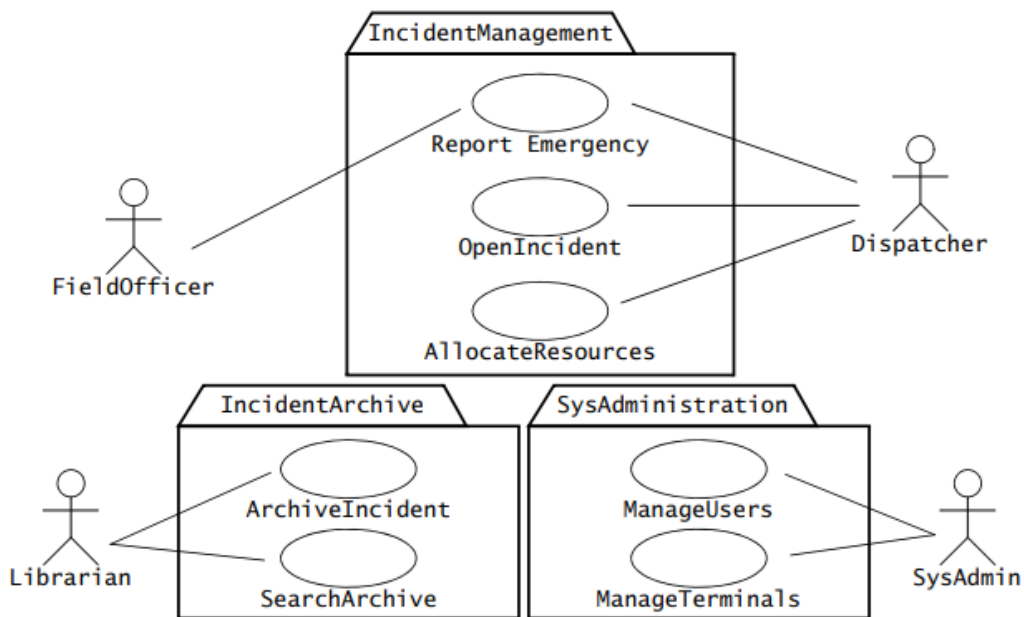 IncidentManagement
Report Emergency
OpenIncident
Dispatcher
FieldOfficer
AllocateResources
IncidentArchive
SysAdministration
ArchiveIncident
ManageUsers
Librarian
SysAdmin
SearchArchive
ManageTerminals